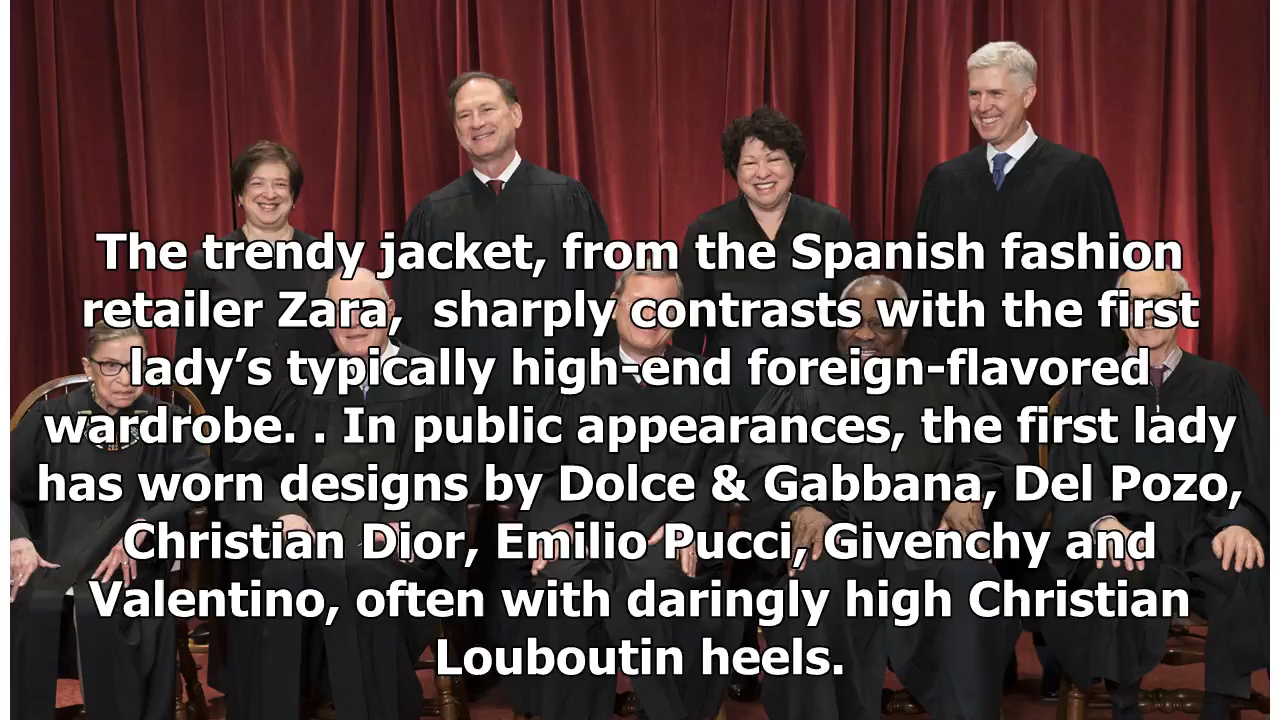 The trendy jacket, from the Spanish fashion
retailer Zara,  sharply contrasts with the first
lady’s typically high-end foreign-flavored
wardrobe. . In public appearances, the first lady
has worn designs by Dolce & Gabbana, Del Pozo,
Christian Dior, Emilio Pucci, Givenchy and
Valentino, often with daringly high Christian
Louboutin heels.